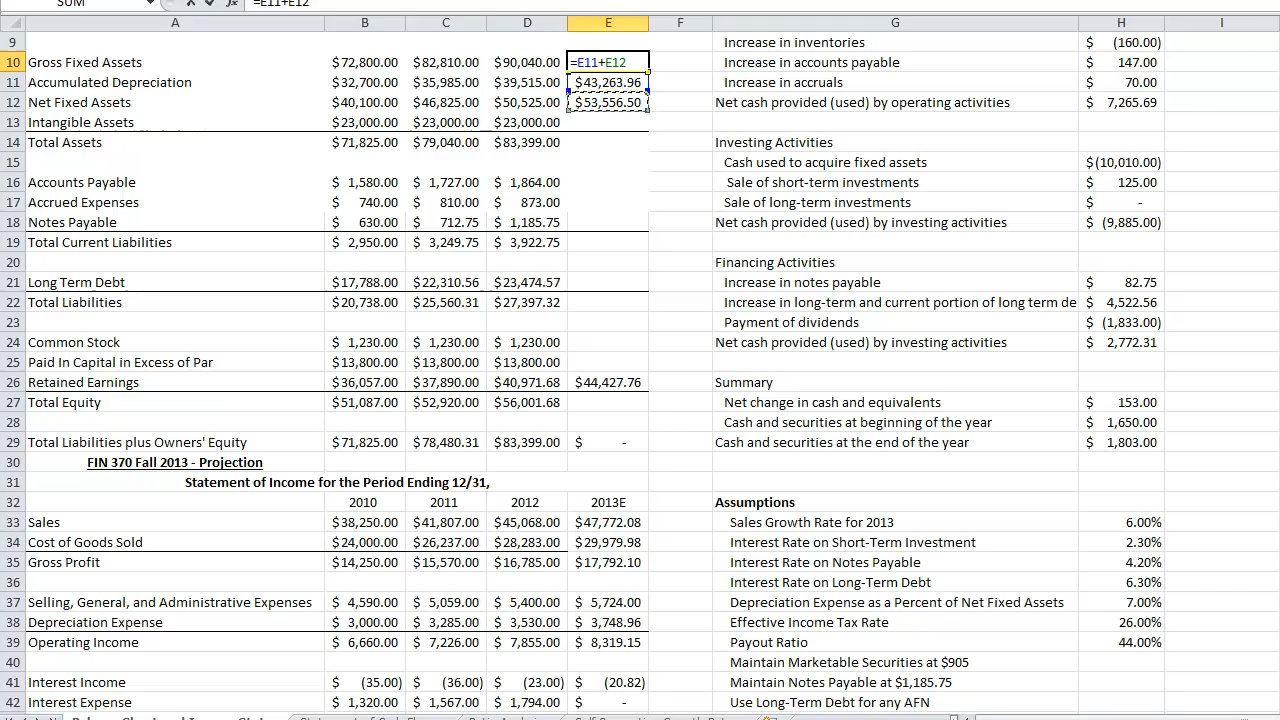 SUM =E11+E12
A B C D E F G H I
9 Increase in inventories $ (160.00)
10 Gross Fixed Assets $72,800.00 $82,810.00 $90,040.00 =E11+E12 Increase in accounts payable $ 147.00
11 Accumulated Depreciation $32,700.00 $35,985.00 $39,515.00 $43,263.96 Increase in accruals $ 70.00
12 Net Fixed Assets $40,100.00 $46,825.00 $50,525.00 $53,556.50 Net cash provided (used) by operating activities $ 7,265.69
13 Intangible Assets $23,000.00 $23,000.00 $23,000.00
14 Total Assets $71,825.00 $79,040.00 $83,399.00 Investing Activities
15 Cash used to acquire fixed assets $(10,010.00)
16 Accounts Payable $ 1,580.00 $ 1,727.00 $ 1,864.00 Sale of short-term investments $ 125.00
17 Accrued Expenses $ 740.00 $ 810.00 $ 873.00 Sale of long-term investments $ -
18 Notes Payable $ 630.00 $ 712.75 $ 1,185.75 Net cash provided (used) by investing activities $ (9,885.00)
19 Total Current Liabilities $ 2,950.00 $ 3,249.75 $ 3,922.75
20 Financing Activities
21 Long Term Debt $17,788.00 $22,310.56 $23,474.57 Increase in notes payable $ 82.75
22 Total Liabilities $20,738.00 $25,560.31 $27,397.32 Increase in long-term and current portion of long term de $ 4,522.56
23 Payment of dividends $ (1,833.00)
24 Common Stock $ 1,230.00 $ 1,230.00 $ 1,230.00 Net cash provided (used) by investing activities $ 2,772.31
25 Paid In Capital in Excess of Par $13,800.00 $13,800.00 $13,800.00
26 Retained Earnings $36,057.00 $37,890.00 $40,971.68 $44,427.76 Summary
27 Total Equity $51,087.00 $52,920.00 $56,001.68 Net change in cash and equivalents $ 153.00
28 Cash and securities at beginning of the year $ 1,650.00
29 Total Liabilities plus Owners' Equity $71,825.00 $78,480.31 $83,399.00 $ - Cash and securities at the end of the year $ 1,803.00
30 FIN 370 Fall 2013 - Projection
31 Statement of Income for the Period Ending 12/31,
32 2010 2011 2012 2013E Assumptions
33 Sales $38,250.00 $41,807.00 $45,068.00 $47,772.08 Sales Growth Rate for 2013 6.00%
34 Cost of Goods Sold $24,000.00 $26,237.00 $28,283.00 $29,979.98 Interest Rate on Short-Term Investment 2.30%
35 Gross Profit $14,250.00 $15,570.00 $16,785.00 $17,792.10 Interest Rate on Notes Payable 4.20%
36 Interest Rate on Long-Term Debt 6.30%
37 Selling, General, and Administrative Expenses $ 4,590.00 $ 5,059.00 $ 5,400.00 $ 5,724.00 Depreciation Expense as a Percent of Net Fixed Assets 7.00%
38 Depreciation Expense $ 3,000.00 $ 3,285.00 $ 3,530.00 $ 3,748.96 Effective Income Tax Rate 26.00%
39 Operating Income $ 6,660.00 $ 7,226.00 $ 7,855.00 $ 8,319.15 Payout Ratio 44.00%
40 Maintain Marketable Securities at $905
41 Interest Income $ (35.00) $ (36.00) $ (23.00) $ (20.82) Maintain Notes Payable at $1,185.75
42 Interest Expense $ 1,320.00 $ 1,567.00 $ 1,794.00 $ - Use Long-Term Debt for any AFN